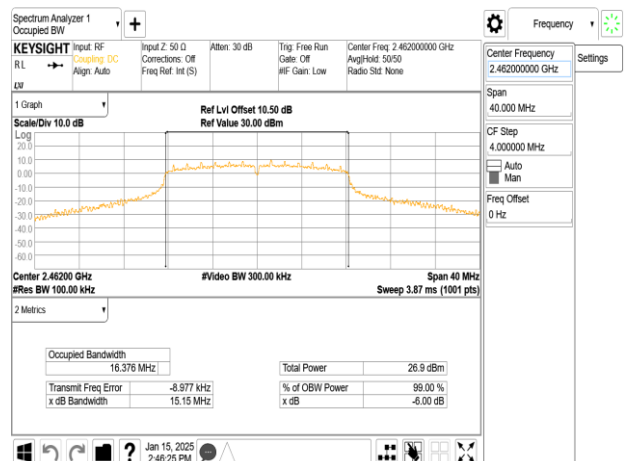 Spectrum Analyzer 1
Occupied BW
+
Frequency
KEYSIGHT
RL
LXI
Input: RF
Coupling: DC
Align: Auto
Input Z: 50 Ω
Corrections: Off
Freq Ref: Int (S)
Atten: 30 dB
Trig: Free Run
Gate: Off
#IF Gain: Low
Center Freq: 2.462000000 GHz
Avg|Hold: 50/50
Radio Std: None
Center Frequency
2.462000000 GHz
Settings
Span
40.000 MHz
CF Step
4.000000 MHz
Auto
Man
Freq Offset
0 Hz
1 Graph
Scale/Div 10.0 dB
Ref Lvl Offset 10.50 dB
Ref Value 30.00 dBm
Log
20.0
10.0
0.00
-10.0
-20.0
-30.0
-40.0
-50.0
-60.0
Center 2.46200 GHz
#Video BW 300.00 kHz
Span 40 MHz
#Res BW 100.00 kHz
Sweep 3.87 ms (1001 pts)
2 Metrics
Occupied Bandwidth
16.376 MHz
Total Power 26.9 dBm
Transmit Freq Error -8.977 kHz
% of OBW Power 99.00 %
x dB Bandwidth 15.15 MHz
x dB -6.00 dB
?
Jan 15, 2025
2:46:25 PM